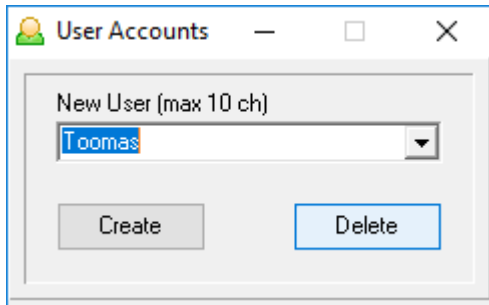 User Accounts
New User (max 10 ch)
Toomas
Create Delete